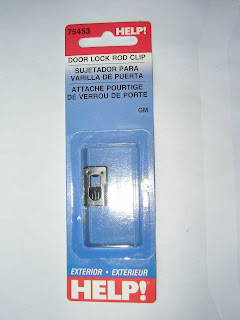 75453
HELP!
DOOR LOCK ROD CLIP
SUJETADOR PARA
VARILLA DE PUERTA
ATTACHE POURTIGE
DE VERROU DE PORTE
GM
EXTERIOR • EXTÉRIEUR
HELP!